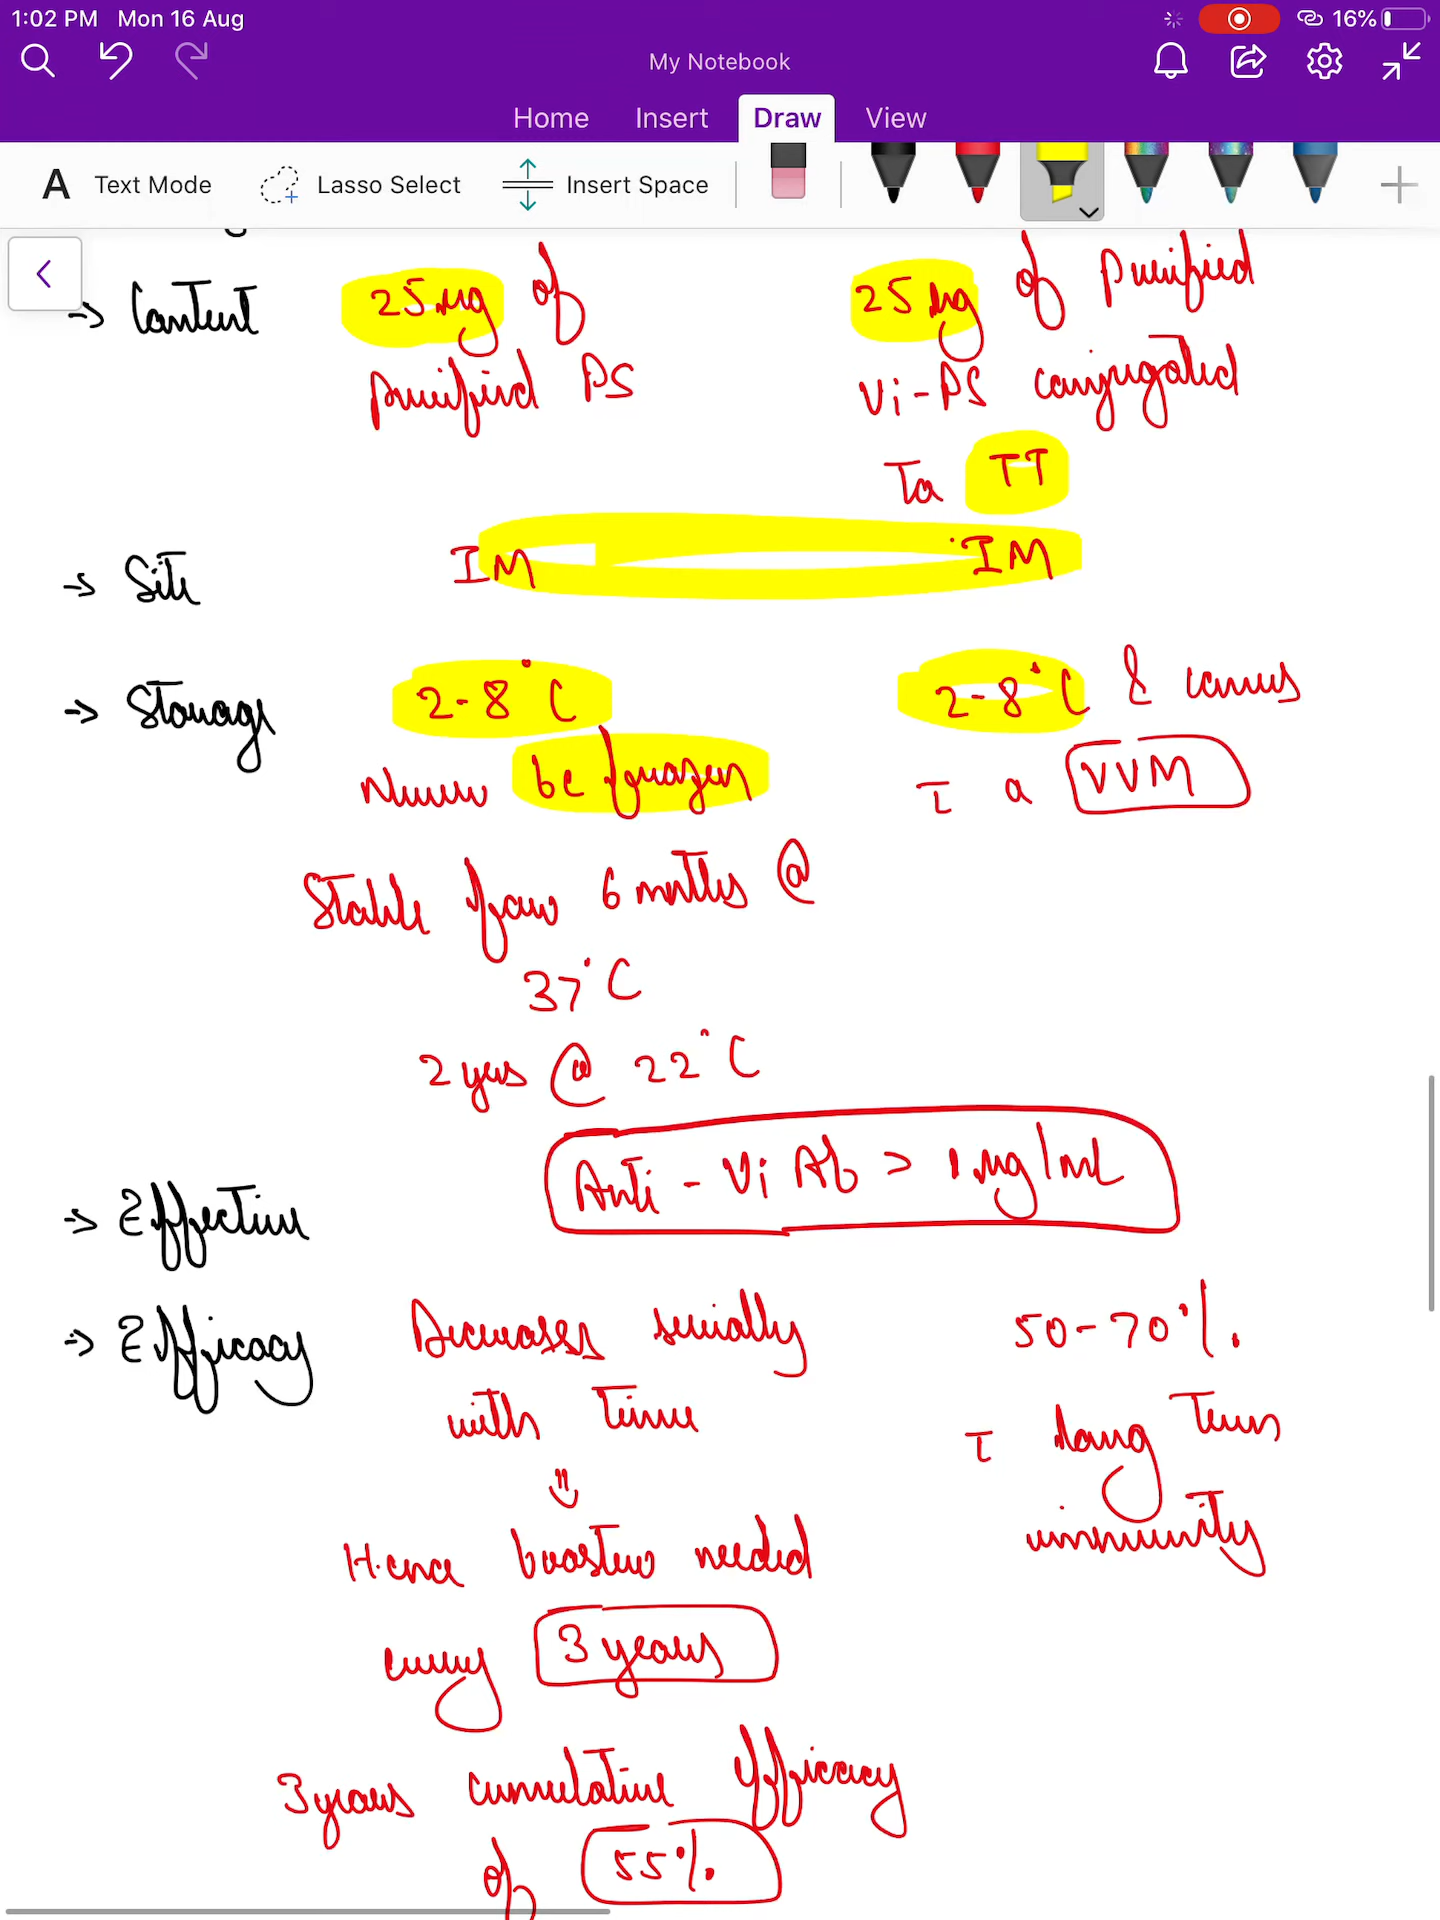 1:02 PM Mon 16 Aug 16%
My Notebook
Home Insert Draw View
A Text Mode Lasso Select Insert Space
→ Content 25 µg of 25 µg of Purified
Purified PS Vi-PS conjugated
To TT
→ Site IM IM
→ Storage 2-8°C 2-8°C & comes
Never be frozen c̄ a VVM
Stable for 6 months @
37°C
2 yrs @ 22°C
→ Effective Anti - Vi Ab > 1 µg/ml
→ Efficacy Decreases serially 50-70%.
with time c̄ long term
⇓ immunity
Hence booster needed
every 3 years
3 years cumulative efficacy
of 55%.